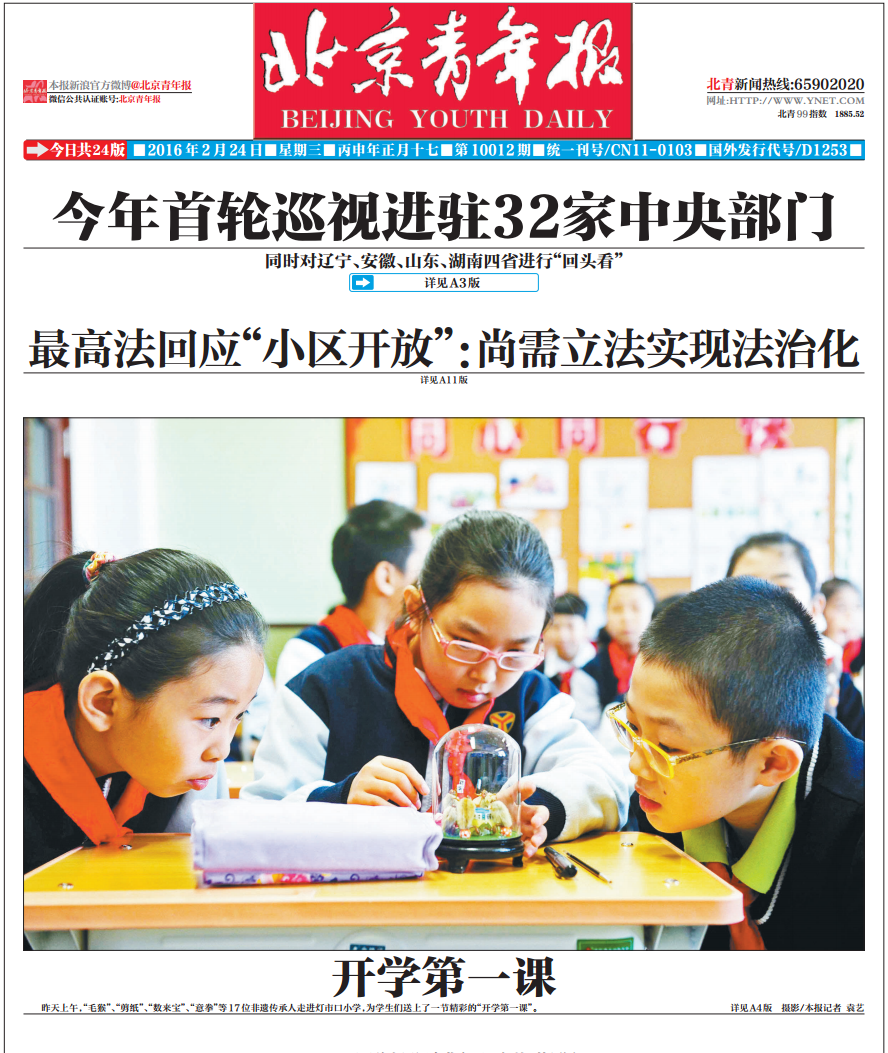 北京青年报
BEIJING YOUTH DAILY
本报新浪官方微博@北京青年报
微信公共认证账号:北京青年报
北青新闻热线:65902020
网址:HTTP://WWW.YNET.COM
北青99指数 1885.52
今日共24版 ■2016年2月24日■星期三■丙申年正月十七■第10012期■统一刊号/CN11-0103■国外发行代号/D1253■
今年首轮巡视进驻32家中央部门
同时对辽宁、安徽、山东、湖南四省进行“回头看”
详见A3版
最高法回应“小区开放”:尚需立法实现法治化
详见A11版
开学第一课
昨天上午,“毛猴”、“剪纸”、“数来宝”、“意拳”等17位非遗传承人走进灯市口小学,为学生们送上了一节精彩的“开学第一课”。 详见A4版 摄影/本报记者 袁艺